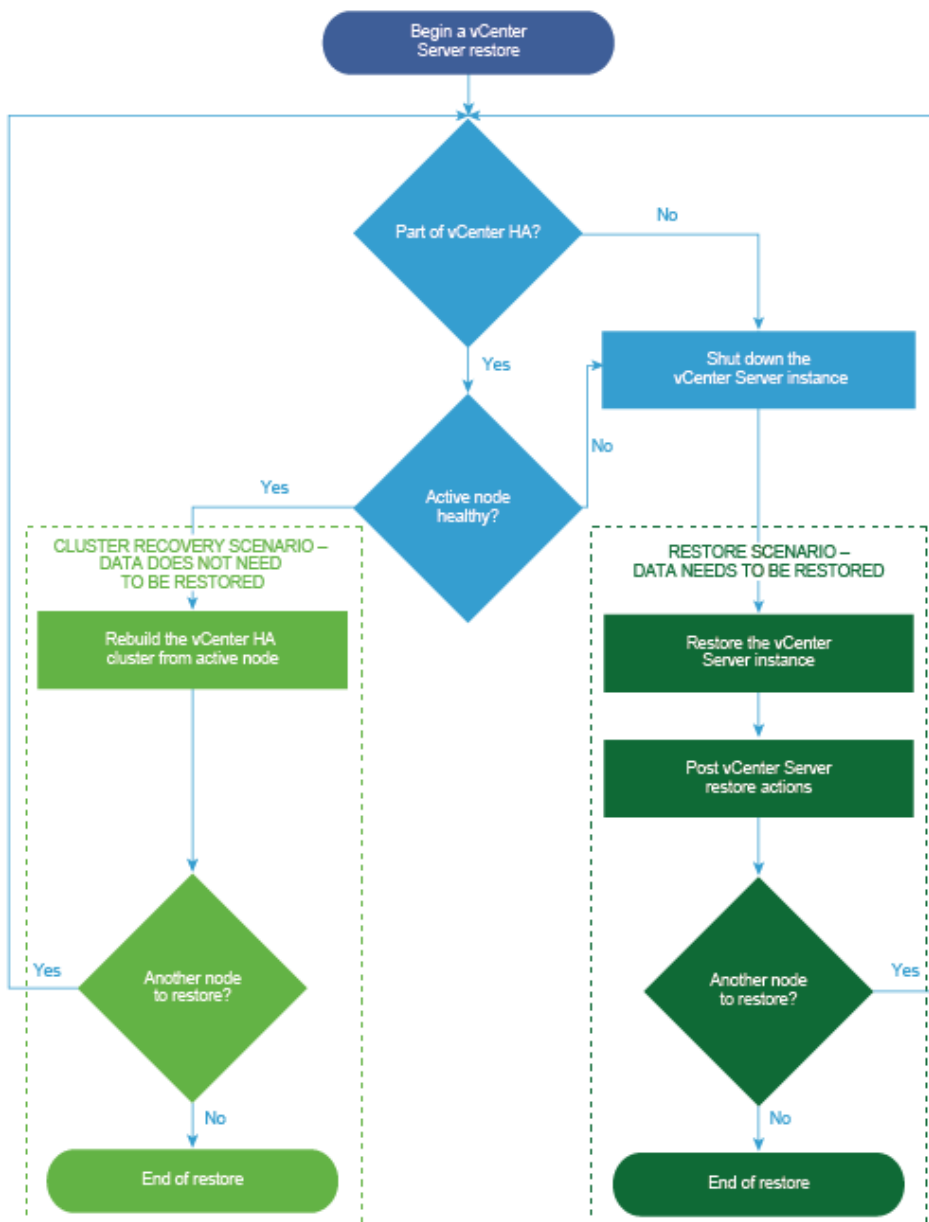 Begin a vCenter
Server restore
Part of vCenter HA?
No
Yes
Shut down the
vCenter Server instance
No
Active node
healthy?
Yes
CLUSTER RECOVERY SCENARIO –
DATA DOES NOT NEED
TO BE RESTORED
Rebuild the vCenter HA
cluster from active node
Another node
to restore?
Yes
No
End of restore
RESTORE SCENARIO –
DATA NEEDS TO BE RESTORED
Restore the vCenter
Server instance
Post vCenter Server
restore actions
Another node
to restore?
Yes
No
End of restore